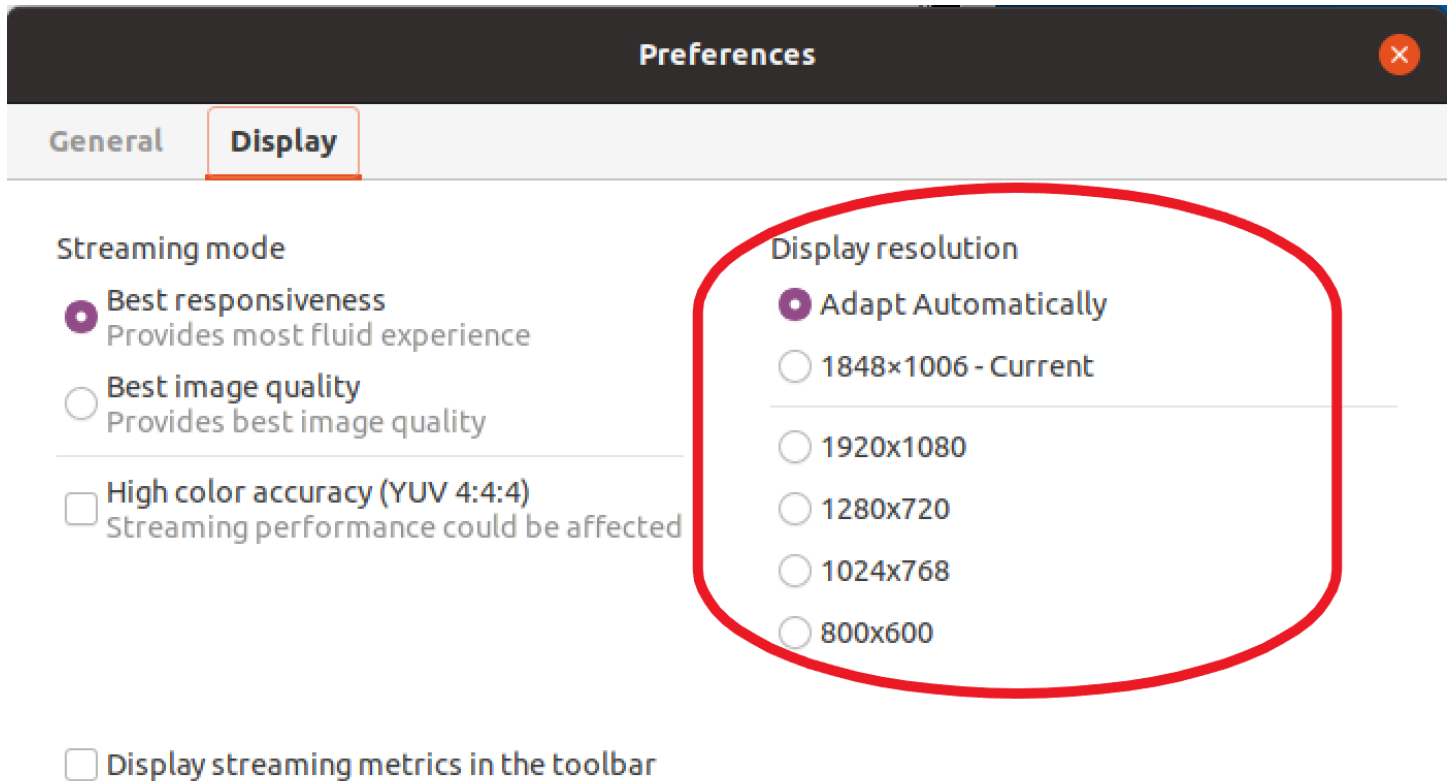 Preferences
General
Display
Streaming mode
Best responsiveness
Provides most fluid experience
Best image quality
Provides best image quality
High color accuracy (YUV 4:4:4)
Streaming performance could be affected
Display resolution
Adapt Automatically
1848×1006 - Current
1920x1080
1280x720
1024x768
800x600
Display streaming metrics in the toolbar